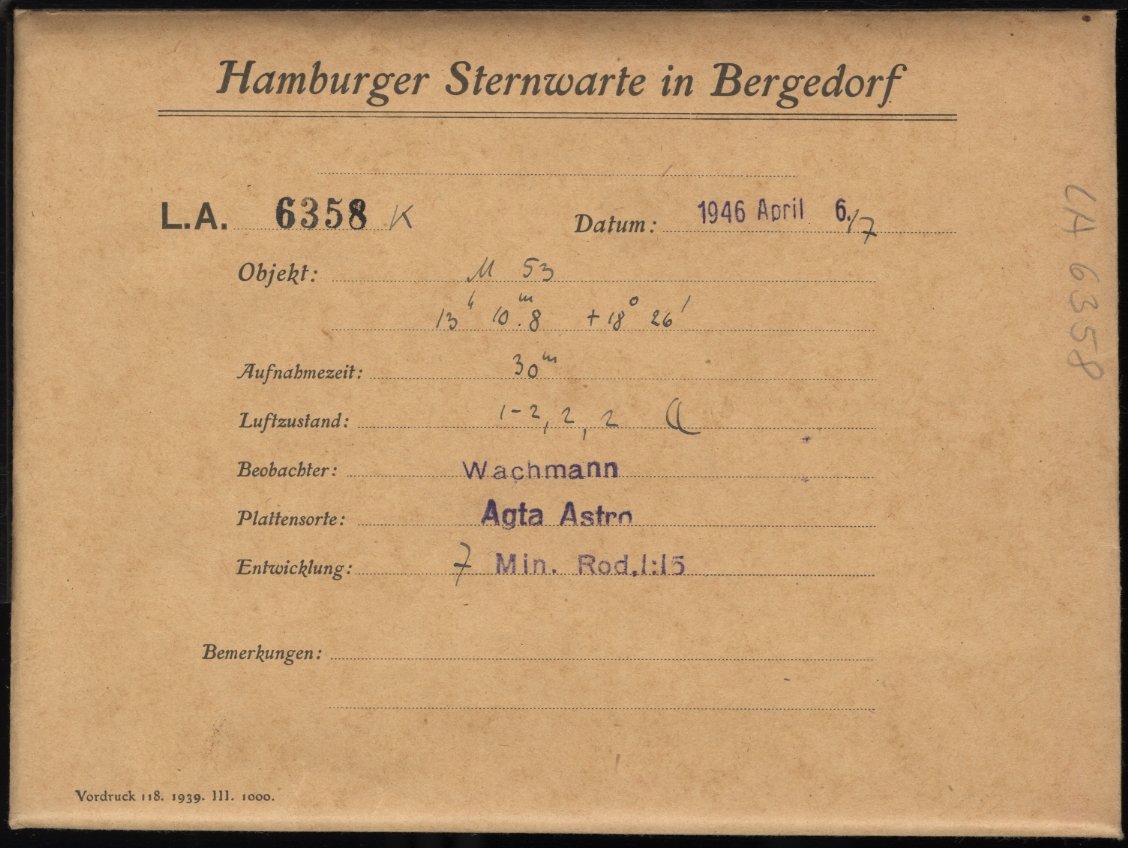 Hamburger Sternwarte in Bergedorf
L.A. 6358 K Datum: 1946 April 6./7
Objekt: M 53
13h 10m.8 +18° 26'
Aufnahmezeit: 30m
Luftzustand: 1-2, 2, 2
Beobachter: Wachmann
Plattensorte: Agfa Astro
Entwicklung: 7 Min. Rod.1:15
Bemerkungen:
Vordruck 118. 1939. III. 1000.
LA 6358